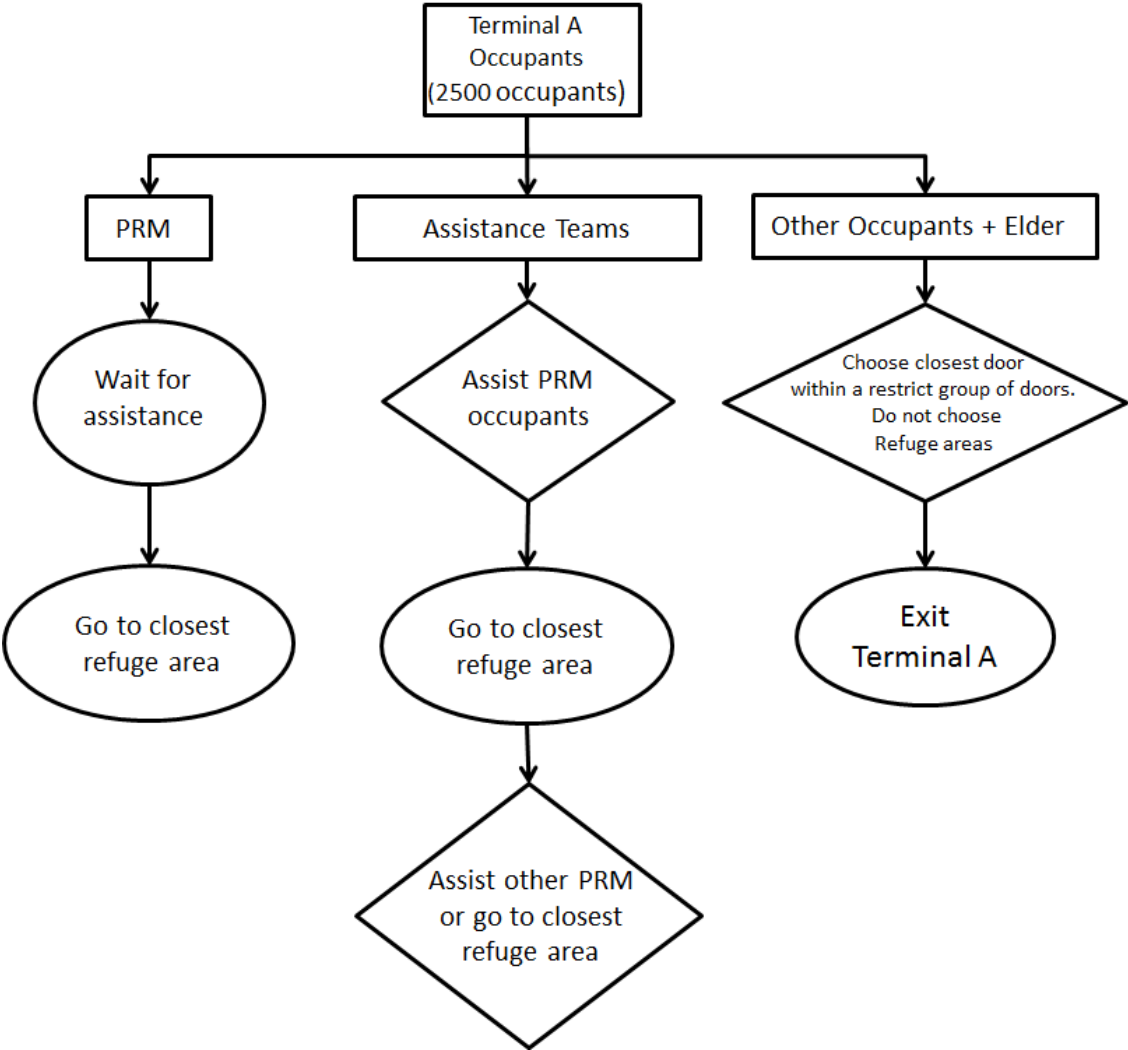 Terminal A
Occupants
(2500 occupants)
PRM
Assistance Teams
Other Occupants + Elder
Wait for
assistance
Assist PRM
occupants
Choose closest door
within a restrict group of doors.
Do not choose
Refuge areas
Go to closest
refuge area
Go to closest
refuge area
Exit
Terminal A
Assist other PRM
or go to closest
refuge area